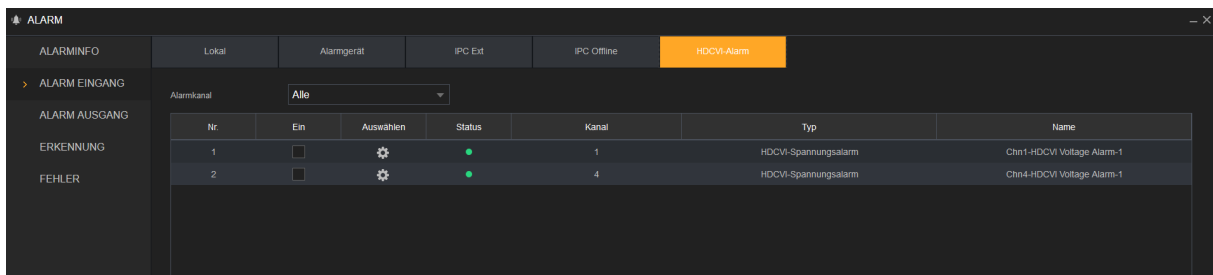 ALARM
ALARMINFO
Lokal Alarmgerät IPC Ext IPC Offline HDCVI-Alarm
ALARM EINGANG
Alarmkanal Alle
ALARM AUSGANG
Nr. Ein Auswählen Status Kanal Typ Name
ERKENNUNG
1 1 HDCVI-Spannungsalarm Chn1-HDCVI Voltage Alarm-1
FEHLER
2 4 HDCVI-Spannungsalarm Chn4-HDCVI Voltage Alarm-1